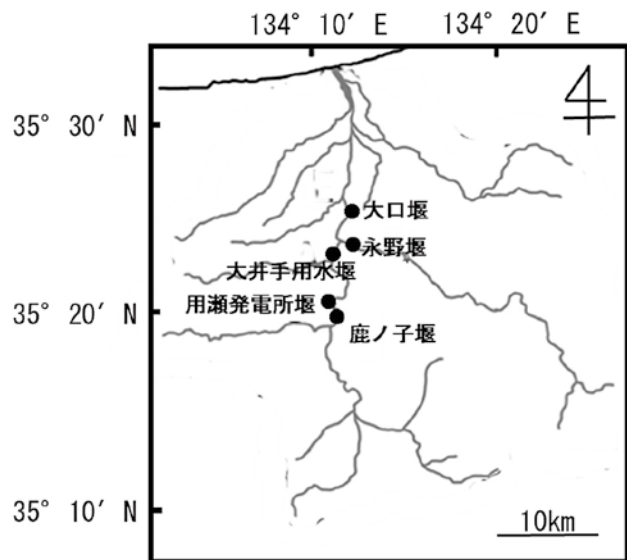 134° 10′ E
134° 20′ E
35° 30′ N
大口堰
永野堰
大井手用水堰
用瀬発電所堰
35° 20′ N
鹿ノ子堰
35° 10′ N
10km